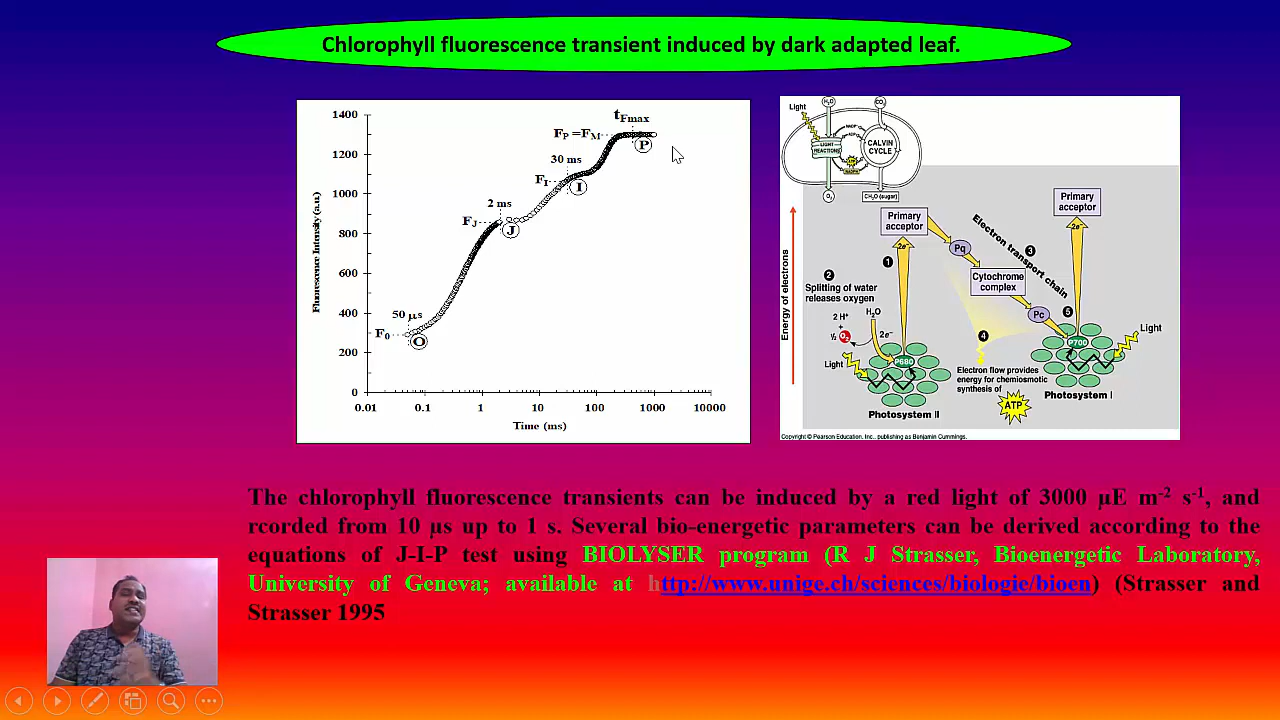 Chlorophyll fluorescence transient induced by dark adapted leaf.
1400
1200
1000
800
600
400
200
0
Fluorescence Intensity (a.u)
0.01 0.1 1 10 100 1000 10000
Time (ms)
F0
50 µs
O
FJ
2 ms
J
FI
30 ms
I
FP =FM
tFmax
P
Light
H₂O
CO₂
NADP⁺
ADP
LIGHT
REACTIONS
CALVIN
CYCLE
ATP
NADPH
O₂
CH₂O (sugar)
Energy of electrons
Primary
acceptor
Primary
acceptor
2e⁻
2e⁻
1
Pq
Electron transport chain
3
2
Splitting of water
releases oxygen
Cytochrome
complex
Pc
5
H₂O
2 H⁺
+
½ O₂
2e⁻
4
P680
P700
Light
Light
Electron flow provides
energy for chemiosmotic
synthesis of
ATP
Photosystem II
Photosystem I
Copyright © Pearson Education, Inc., publishing as Benjamin Cummings.
The chlorophyll fluorescence transients can be induced by a red light of 3000 µE m⁻² s⁻¹, and
rcorded from 10 µs up to 1 s. Several bio-energetic parameters can be derived according to the
equations of J-I-P test using BIOLYSER program (R J Strasser, Bioenergetic Laboratory,
University of Geneva; available at http://www.unige.ch/sciences/biologie/bioen) (Strasser and
Strasser 1995